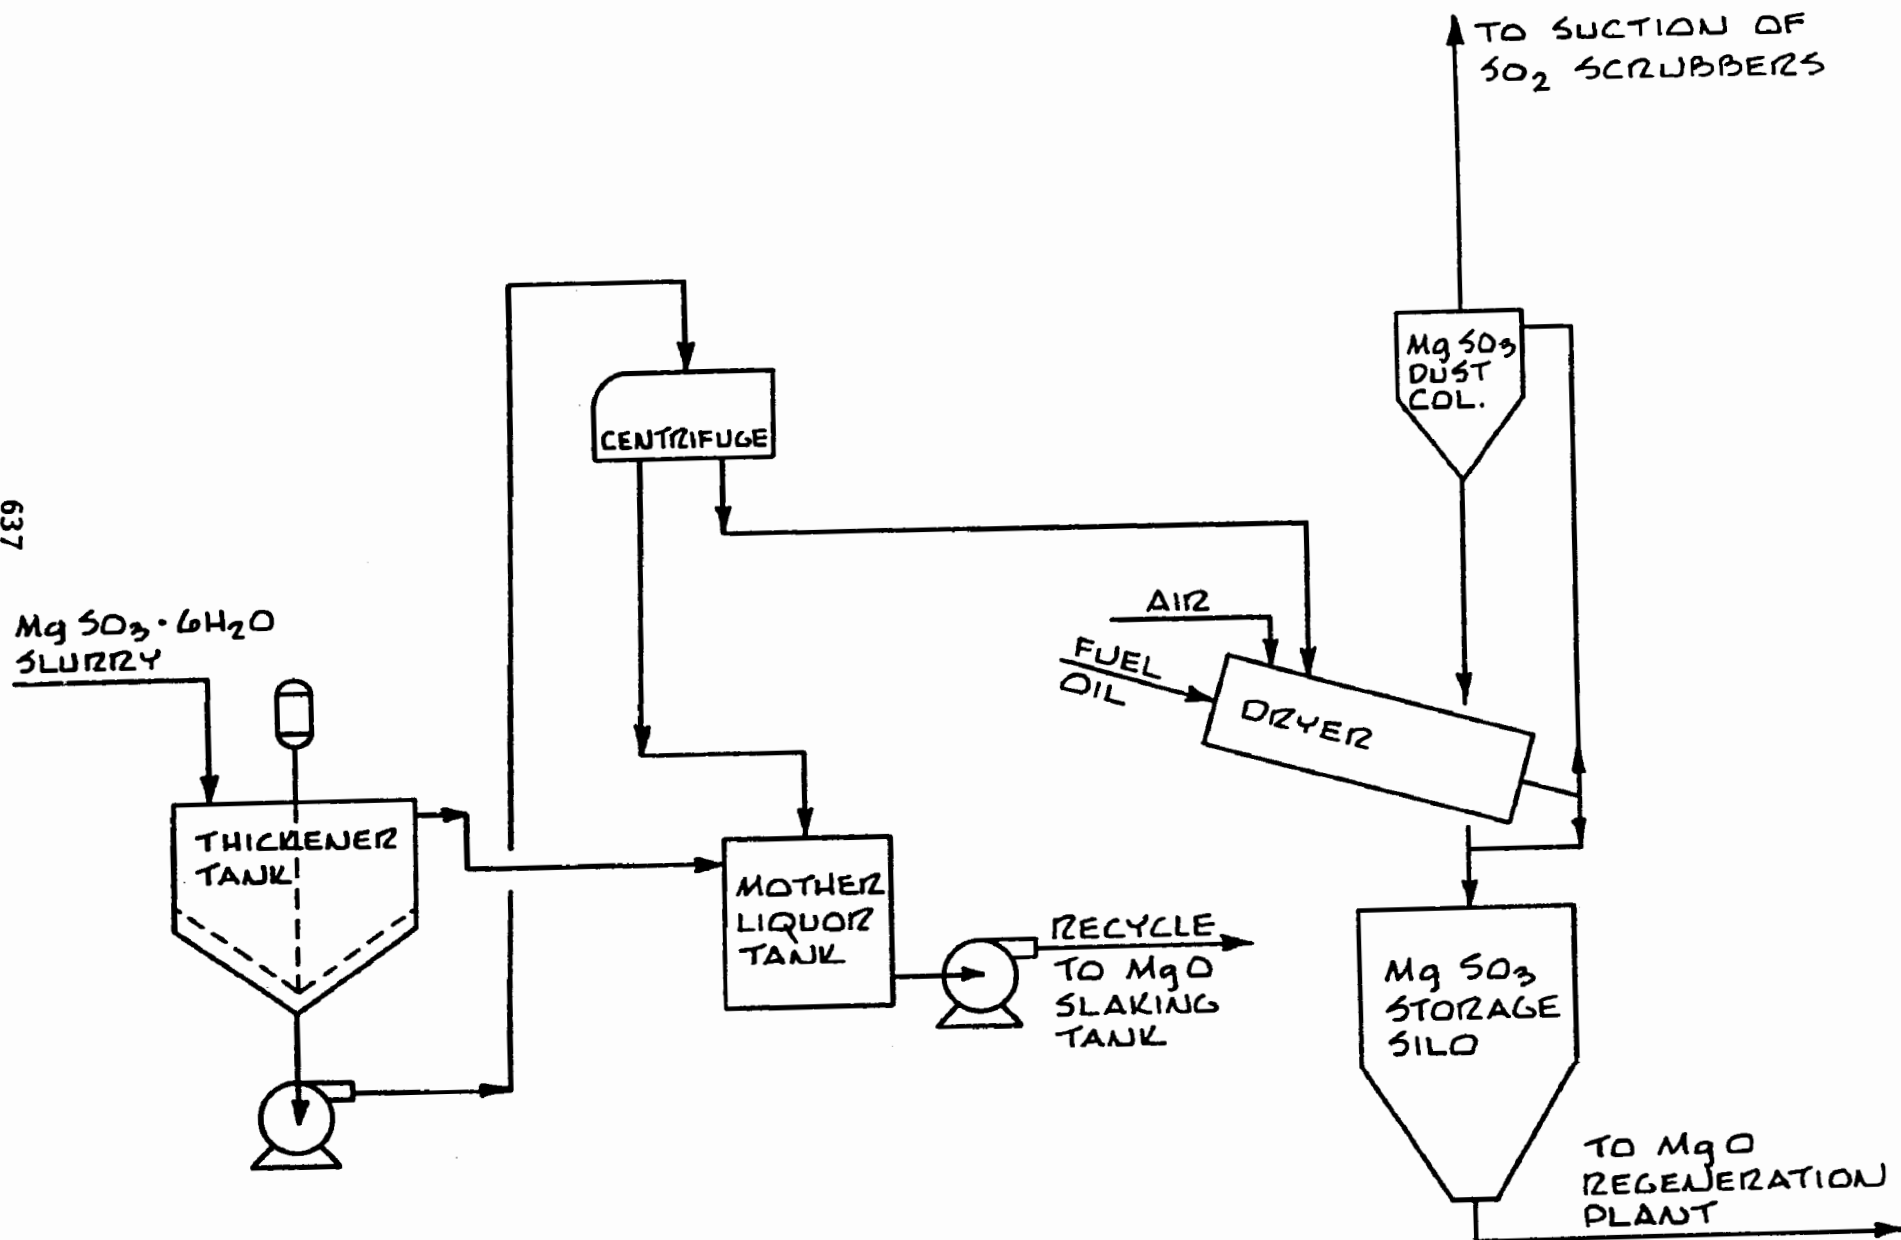 TO SUCTION OF
SO2 SCRUBBERS
MgSO3
DUST
COL.
CENTRIFUGE
637
MgSO3·6H2O
SLURRY
AIR
FUEL
OIL
DRYER
THICKENER
TANK
MOTHER
LIQUOR
TANK
RECYCLE
TO MgO
SLAKING
TANK
MgSO3
STORAGE
SILO
TO MgO
REGENERATION
PLANT